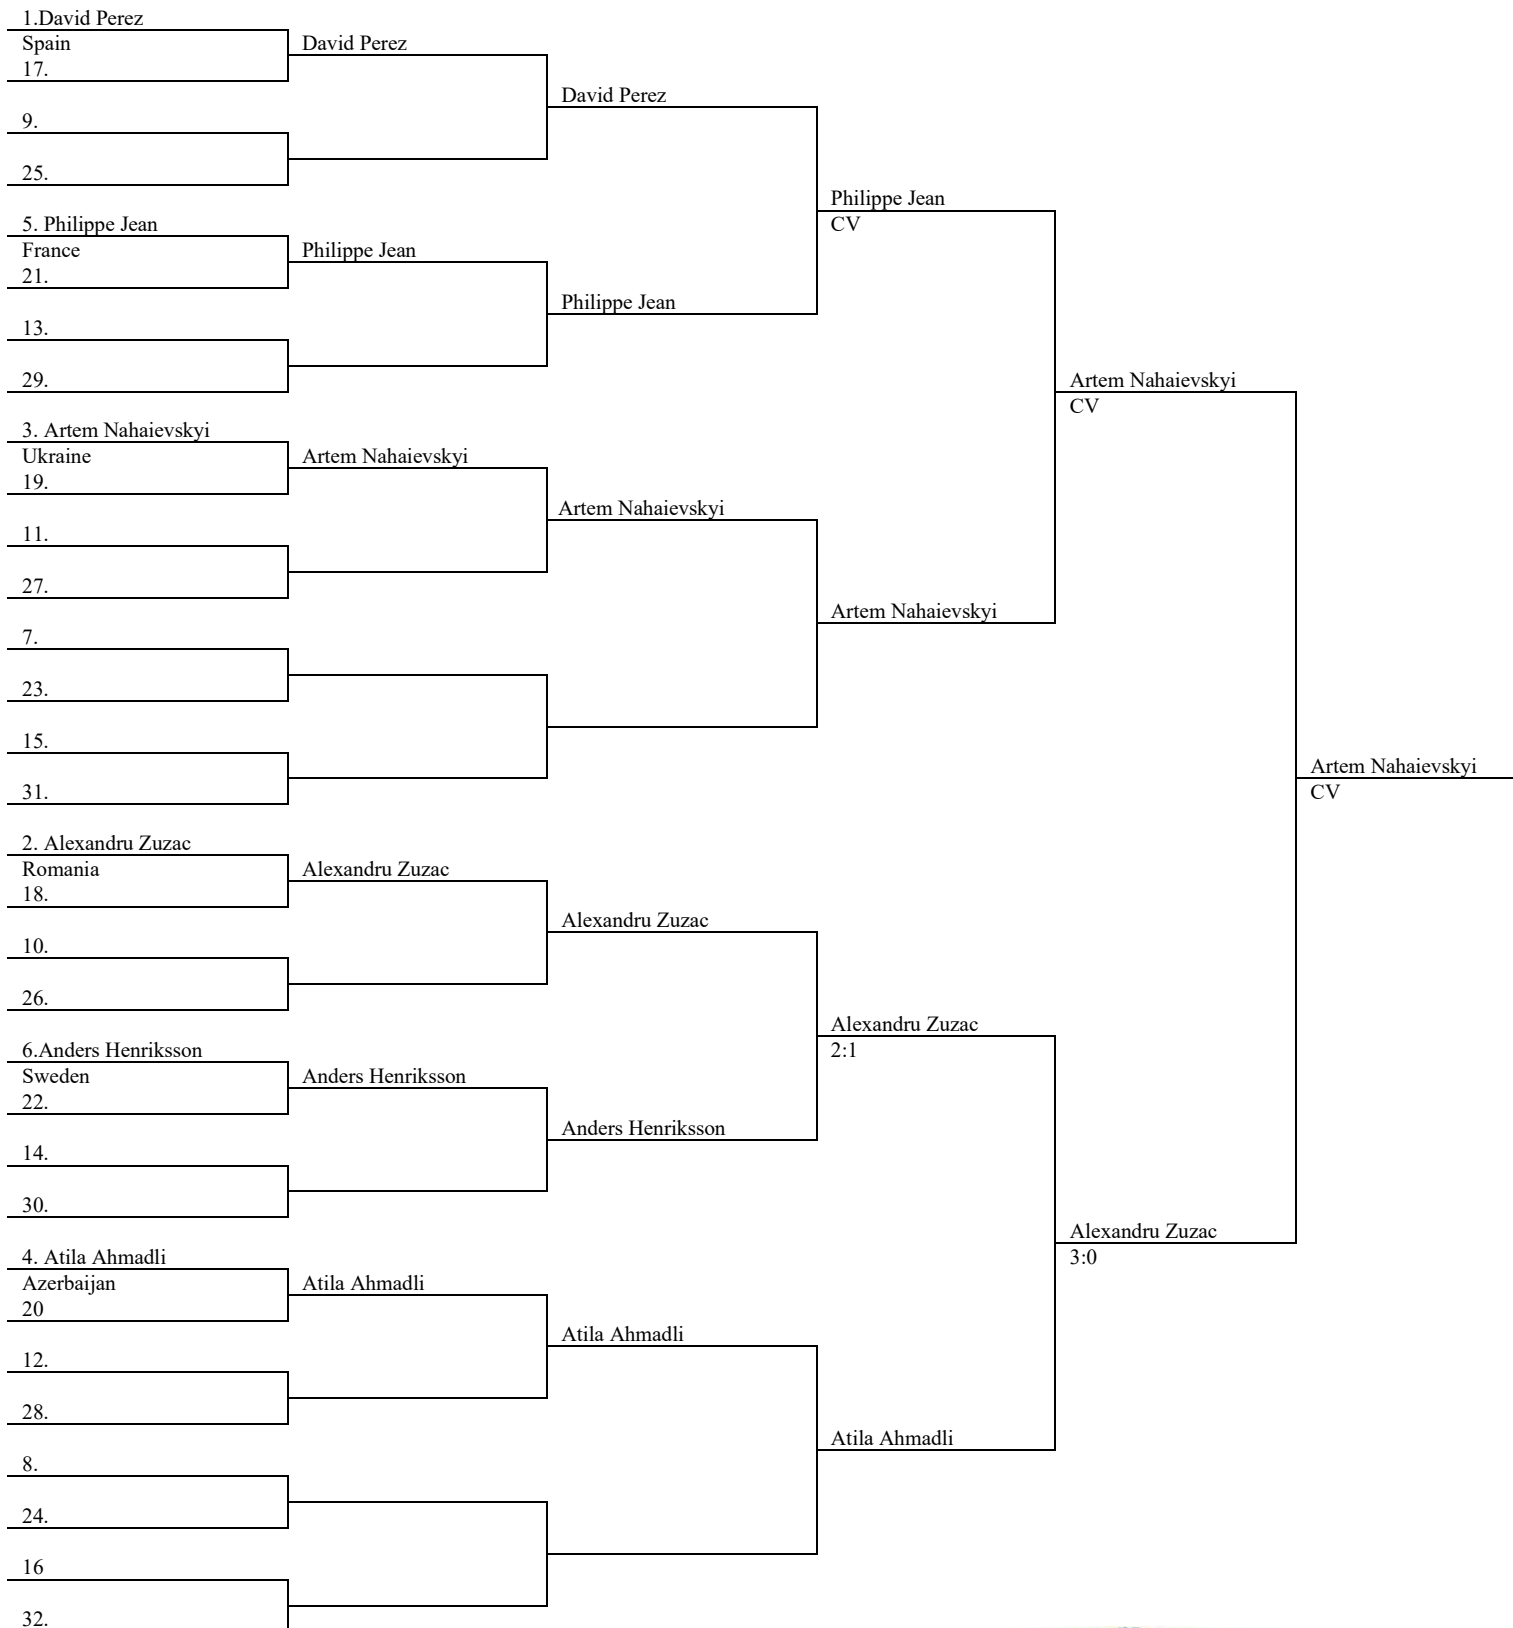 1.David Perez
Spain
17.
David Perez
9.
25.
David Perez
5. Philippe Jean
France
21.
Philippe Jean
13.
29.
Philippe Jean
Philippe Jean
CV
3. Artem Nahaievskyi
Ukraine
19.
Artem Nahaievskyi
11.
27.
Artem Nahaievskyi
7.
23.
15.
31.
Artem Nahaievskyi
Artem Nahaievskyi
CV
2. Alexandru Zuzac
Romania
18.
Alexandru Zuzac
10.
26.
Alexandru Zuzac
6.Anders Henriksson
Sweden
22.
Anders Henriksson
14.
30.
Anders Henriksson
Alexandru Zuzac
2:1
4. Atila Ahmadli
Azerbaijan
20
Atila Ahmadli
12.
28.
Atila Ahmadli
8.
24.
16
32.
Atila Ahmadli
Alexandru Zuzac
3:0
Artem Nahaievskyi
CV